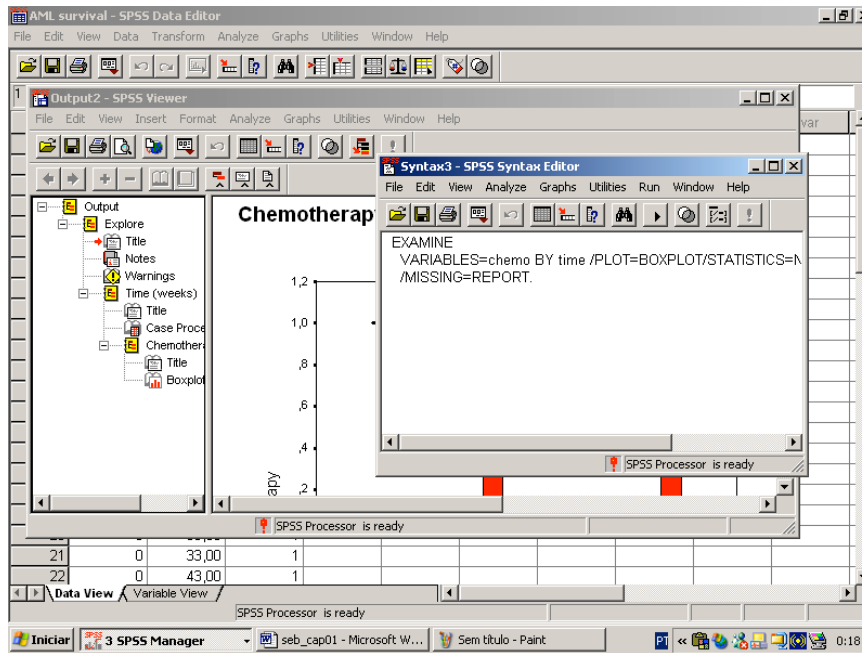 AML survival - SPSS Data Editor
File Edit View Data Transform Analyze Graphs Utilities Window Help
1
var
Output2 - SPSS Viewer
File Edit View Insert Format Analyze Graphs Utilities Window Help
Output
Explore
Title
Notes
Warnings
Time (weeks)
Title
Case Proce
Chemother
Title
Boxplot
Chemotherap
1,2
1,0
,8
,6
,4
,2
apy
SPSS Processor is ready
Syntax3 - SPSS Syntax Editor
File Edit View Analyze Graphs Utilities Run Window Help
EXAMINE
VARIABLES=chemo BY time /PLOT=BOXPLOT/STATISTICS=N
/MISSING=REPORT.
SPSS Processor is ready
21 0 33,00 1
22 0 43,00 1
Data View Variable View
SPSS Processor is ready
Iniciar
3 SPSS Manager
seb_cap01 - Microsoft W...
Sem título - Paint
PT
0:18